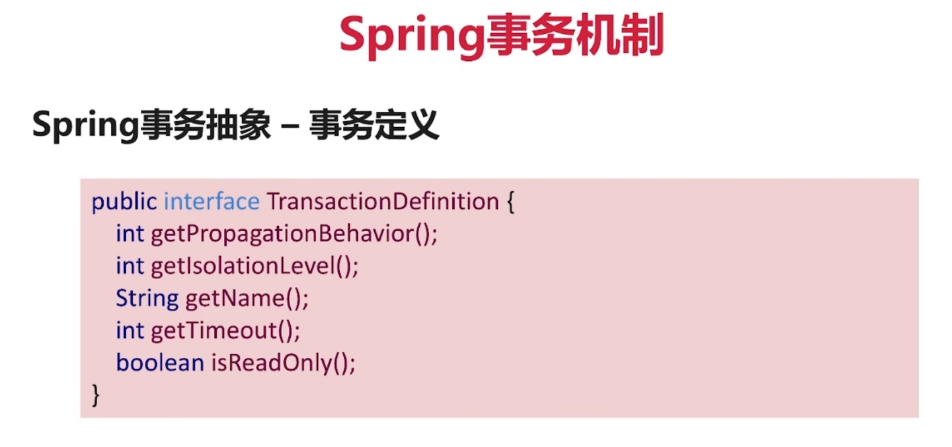 Spring事务机制
Spring事务抽象 – 事务定义
public interface TransactionDefinition {
int getPropagationBehavior();
int getIsolationLevel();
String getName();
int getTimeout();
boolean isReadOnly();
}